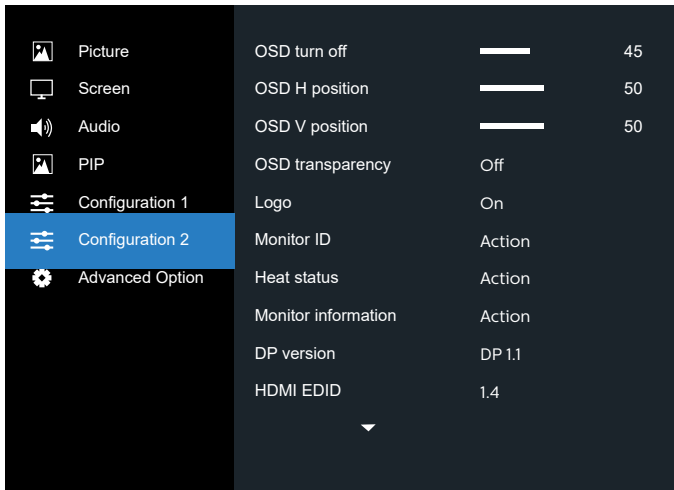 Picture
Screen
Audio
PIP
Configuration 1
Configuration 2
Advanced Option
OSD turn off 45
OSD H position 50
OSD V position 50
OSD transparency Off
Logo On
Monitor ID Action
Heat status Action
Monitor information Action
DP version DP 1.1
HDMI EDID 1.4